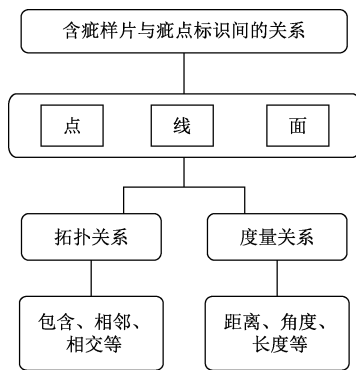 含疵样片与疵点标识间的关系
点 线 面
拓扑关系 度量关系
包含、相邻、
相交等
距离、角度、
长度等